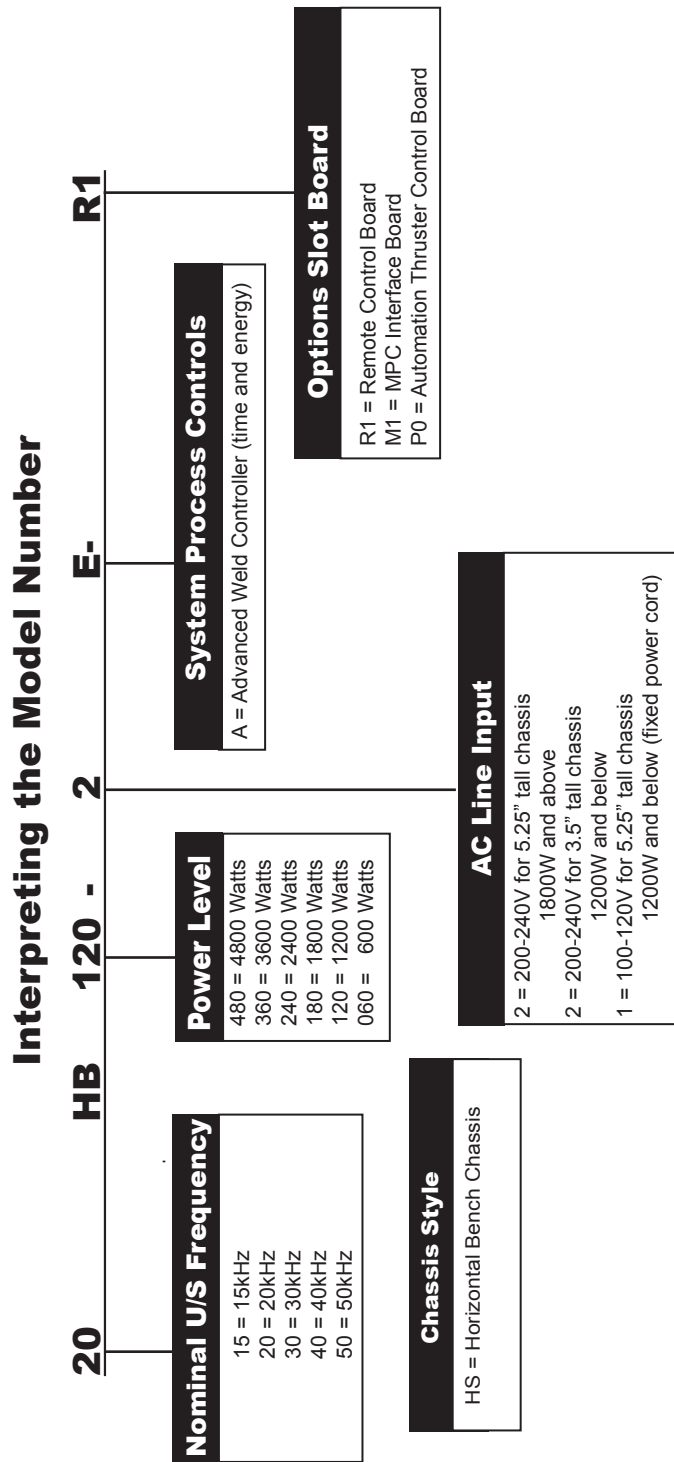 Interpreting the Model Number
20 HB 120 - 2 E- R1
Nominal U/S Frequency
15 = 15kHz
20 = 20kHz
30 = 30kHz
40 = 40kHz
50 = 50kHz
Chassis Style
HS = Horizontal Bench Chassis
Power Level
480 = 4800 Watts
360 = 3600 Watts
240 = 2400 Watts
180 = 1800 Watts
120 = 1200 Watts
060 = 600 Watts
AC Line Input
2 = 200-240V for 5.25” tall chassis
1800W and above
2 = 200-240V for 3.5” tall chassis
1200W and below
1 = 100-120V for 5.25” tall chassis
1200W and below (fixed power cord)
System Process Controls
A = Advanced Weld Controller (time and energy)
Options Slot Board
R1 = Remote Control Board
M1 = MPC Interface Board
P0 = Automation Thruster Control Board